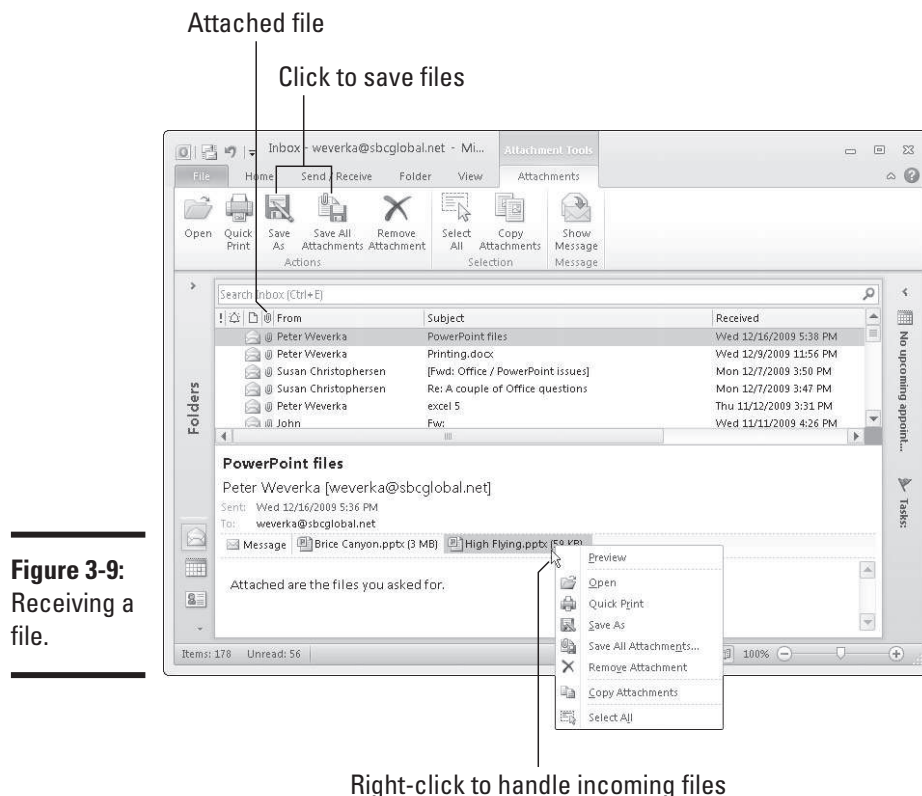 Attached file
Click to save files
Inbox - weverka@sbcglobal.net - Mi...
Attachment Tools
File Home Send / Receive Folder View Attachments
Open
Quick Print
Save As
Save All Attachments
Remove Attachment
Select All
Copy Attachments
Show Message
Actions Selection Message
Search Inbox (Ctrl+E)
From Subject Received
Peter Weverka PowerPoint files Wed 12/16/2009 5:38 PM
Peter Weverka Printing.docx Wed 12/9/2009 11:56 PM
Susan Christophersen [Fwd: Office / PowerPoint issues] Mon 12/7/2009 3:50 PM
Susan Christophersen Re: A couple of Office questions Mon 12/7/2009 3:47 PM
Peter Weverka excel 5 Thu 11/12/2009 3:31 PM
John Fw: Wed 11/11/2009 4:26 PM
Folders
No upcoming appoint...
Tasks:
PowerPoint files
Peter Weverka [weverka@sbcglobal.net]
Sent: Wed 12/16/2009 5:36 PM
To: weverka@sbcglobal.net
Message Brice Canyon.pptx (3 MB) High Flying.pptx (59 KB)
Attached are the files you asked for.
Preview
Open
Quick Print
Save As
Save All Attachments...
Remove Attachment
Copy Attachments
Select All
Items: 178 Unread: 56
100%
Figure 3-9:
Receiving a
file.
Right-click to handle incoming files